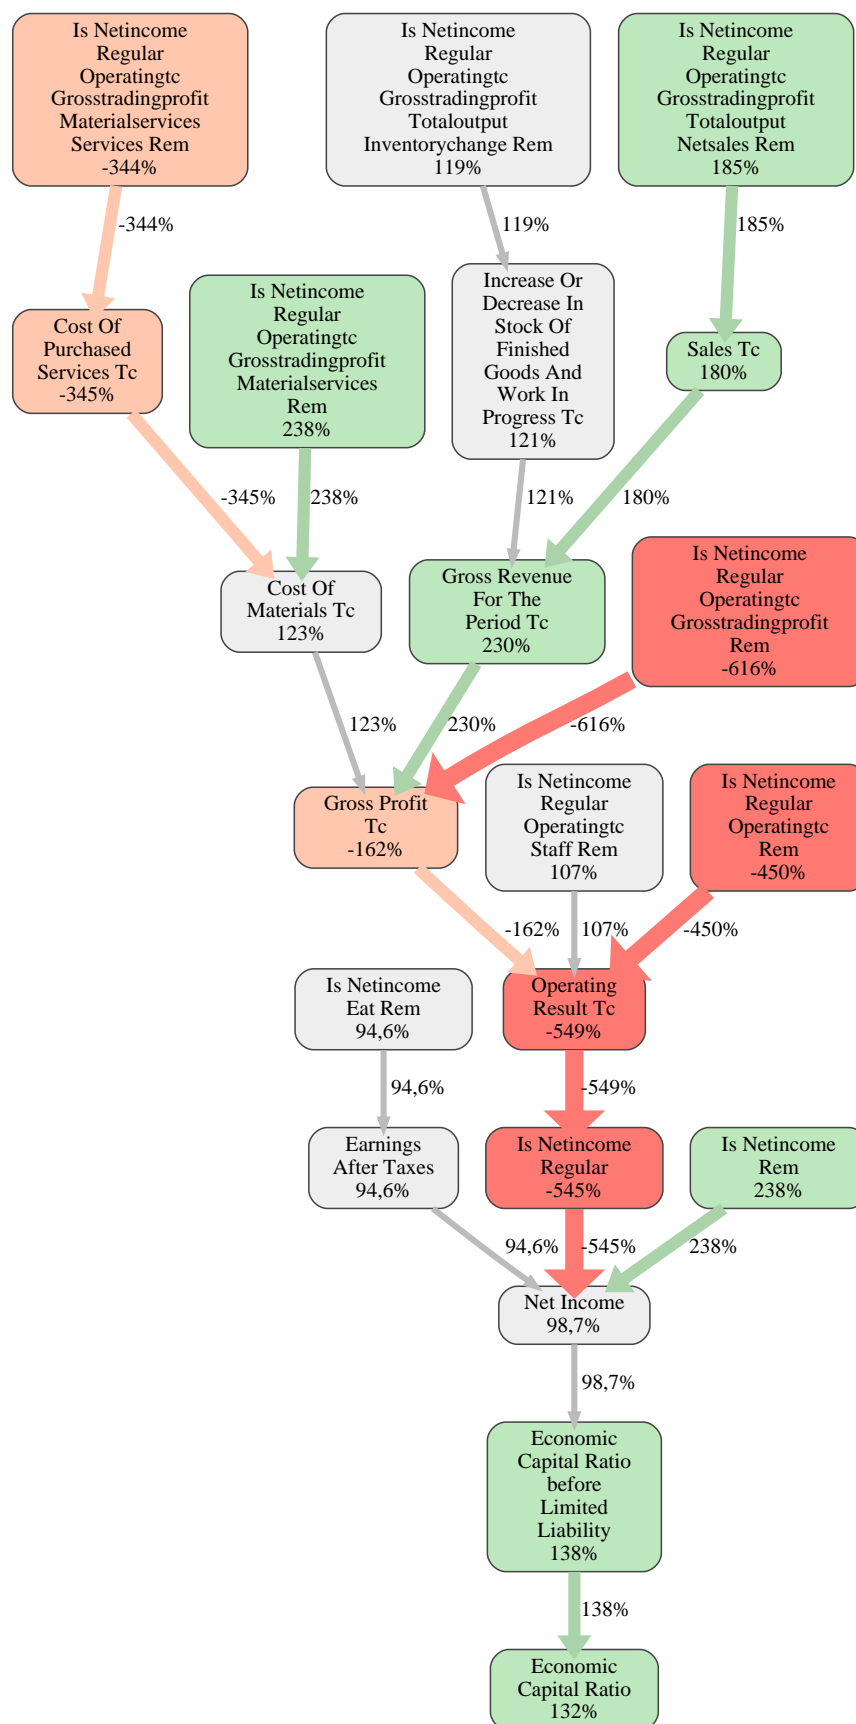 Is Netincome
Regular
Operatingtc
Grosstradingprofit
Materialservices
Services Rem
-344%
Is Netincome
Regular
Operatingtc
Grosstradingprofit
Totaloutput
Inventorychange Rem
119%
Is Netincome
Regular
Operatingtc
Grosstradingprofit
Totaloutput
Netsales Rem
185%
-344%
119%
185%
Cost Of
Purchased
Services Tc
-345%
Is Netincome
Regular
Operatingtc
Grosstradingprofit
Materialservices
Rem
238%
Increase Or
Decrease In
Stock Of
Finished
Goods And
Work In
Progress Tc
121%
Sales Tc
180%
-345%
238%
121%
180%
Cost Of
Materials Tc
123%
Gross Revenue
For The
Period Tc
230%
Is Netincome
Regular
Operatingtc
Grosstradingprofit
Rem
-616%
123%
230%
-616%
Gross Profit
Tc
-162%
Is Netincome
Regular
Operatingtc
Staff Rem
107%
Is Netincome
Regular
Operatingtc
Rem
-450%
-162%
107%
-450%
Is Netincome
Eat Rem
94,6%
Operating
Result Tc
-549%
94,6%
-549%
Earnings
After Taxes
94,6%
Is Netincome
Regular
-545%
Is Netincome
Rem
238%
94,6%
-545%
238%
Net Income
98,7%
98,7%
Economic
Capital Ratio
before
Limited
Liability
138%
138%
Economic
Capital Ratio
132%